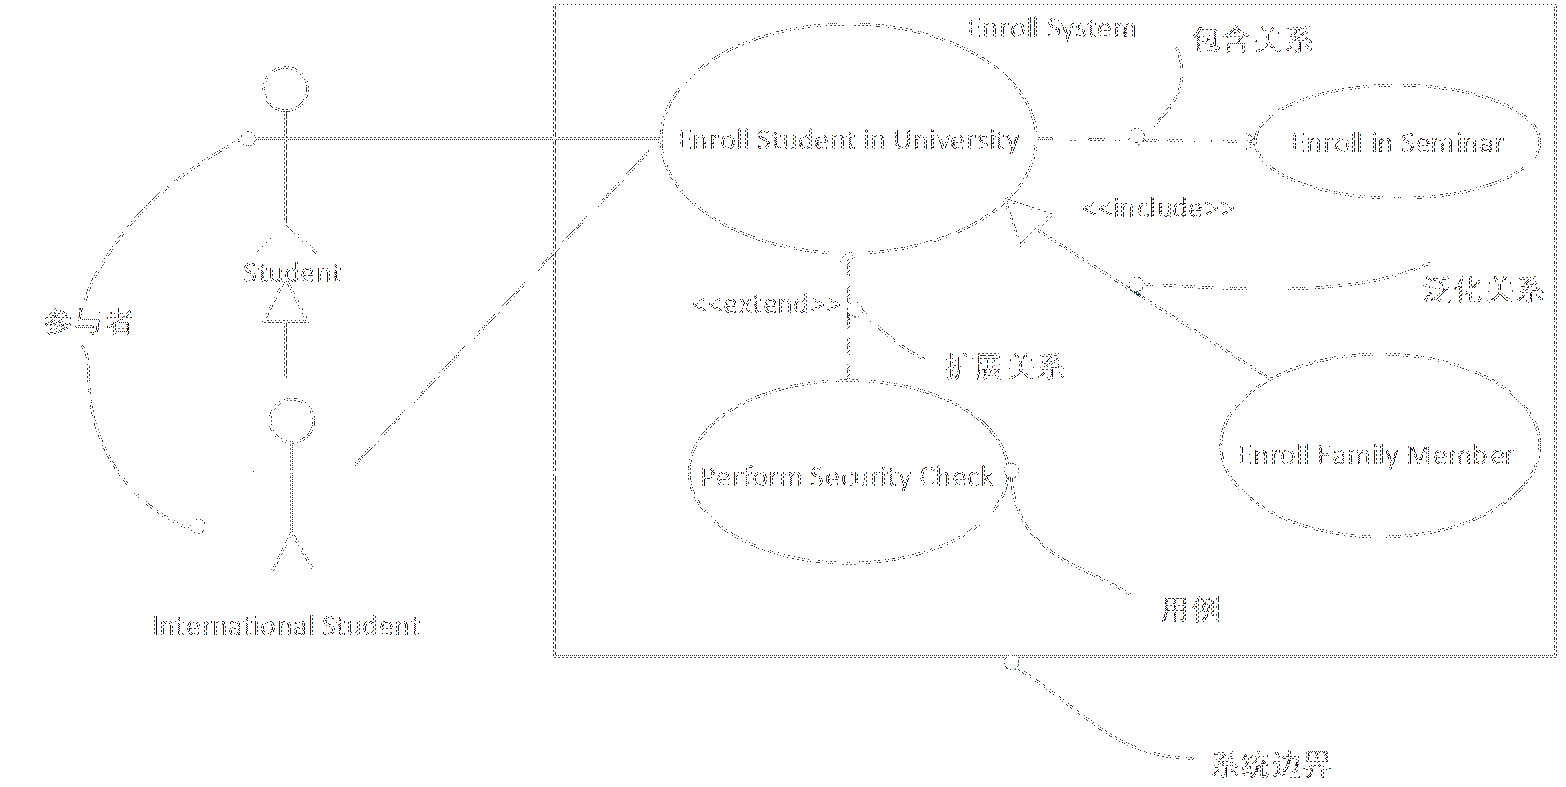 Enroll System
包含关系
Enroll Student in University
Enroll in Seminar
<<include>>
Student
泛化关系
<<extend>>
参与者
扩展关系
Enroll Family Member
Perform Security Check
用例
International Student
系统边界